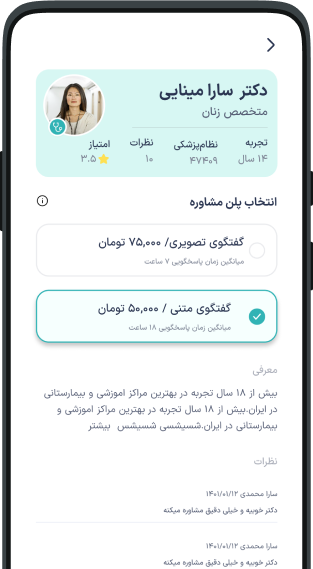 دکتر سارا مینایی
متخصص زنان
تجربه نظام‌پزشکی نظرات امتیاز
۱۴ سال ۴۷۴۰۹ ۱۰ ۳.۵
انتخاب پلن مشاوره
گفتگوی تصویری/ ۷۵,۰۰۰ تومان
میانگین زمان پاسخگویی ۷ ساعت
گفتگوی متنی / ۵۰,۰۰۰ تومان
میانگین زمان پاسخگویی ۱۸ ساعت
معرفی
بیش از ۱۸ سال تجربه در بهترین مراکز اموزشی و بیمارستانی
در ایران.بیش از ۱۸ سال تجربه در بهترین مراکز اموزشی و
بیمارستانی در ایران.شسیشسی شسیشس بیشتر
نظرات
سارا محمدی ۱۴۰۱/۰۱/۱۲
دکتر خوبیه و خیلی دقیق مشاوره میکنه
سارا محمدی ۱۴۰۱/۰۱/۱۲
دکتر خوبیه و خیلی دقیق مشاوره میکنه